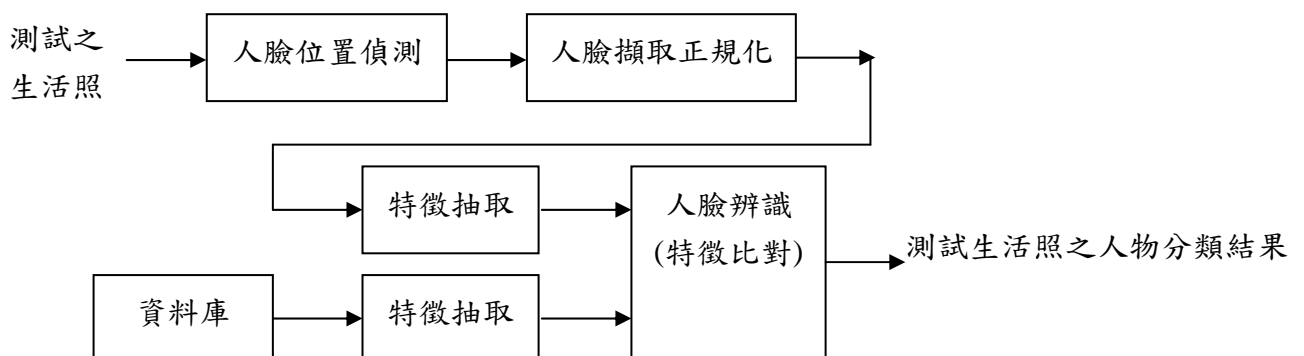 測試之
生活照
人臉位置偵測
人臉擷取正規化
特徵抽取
人臉辨識
(特徵比對)
測試生活照之人物分類結果
資料庫
特徵抽取